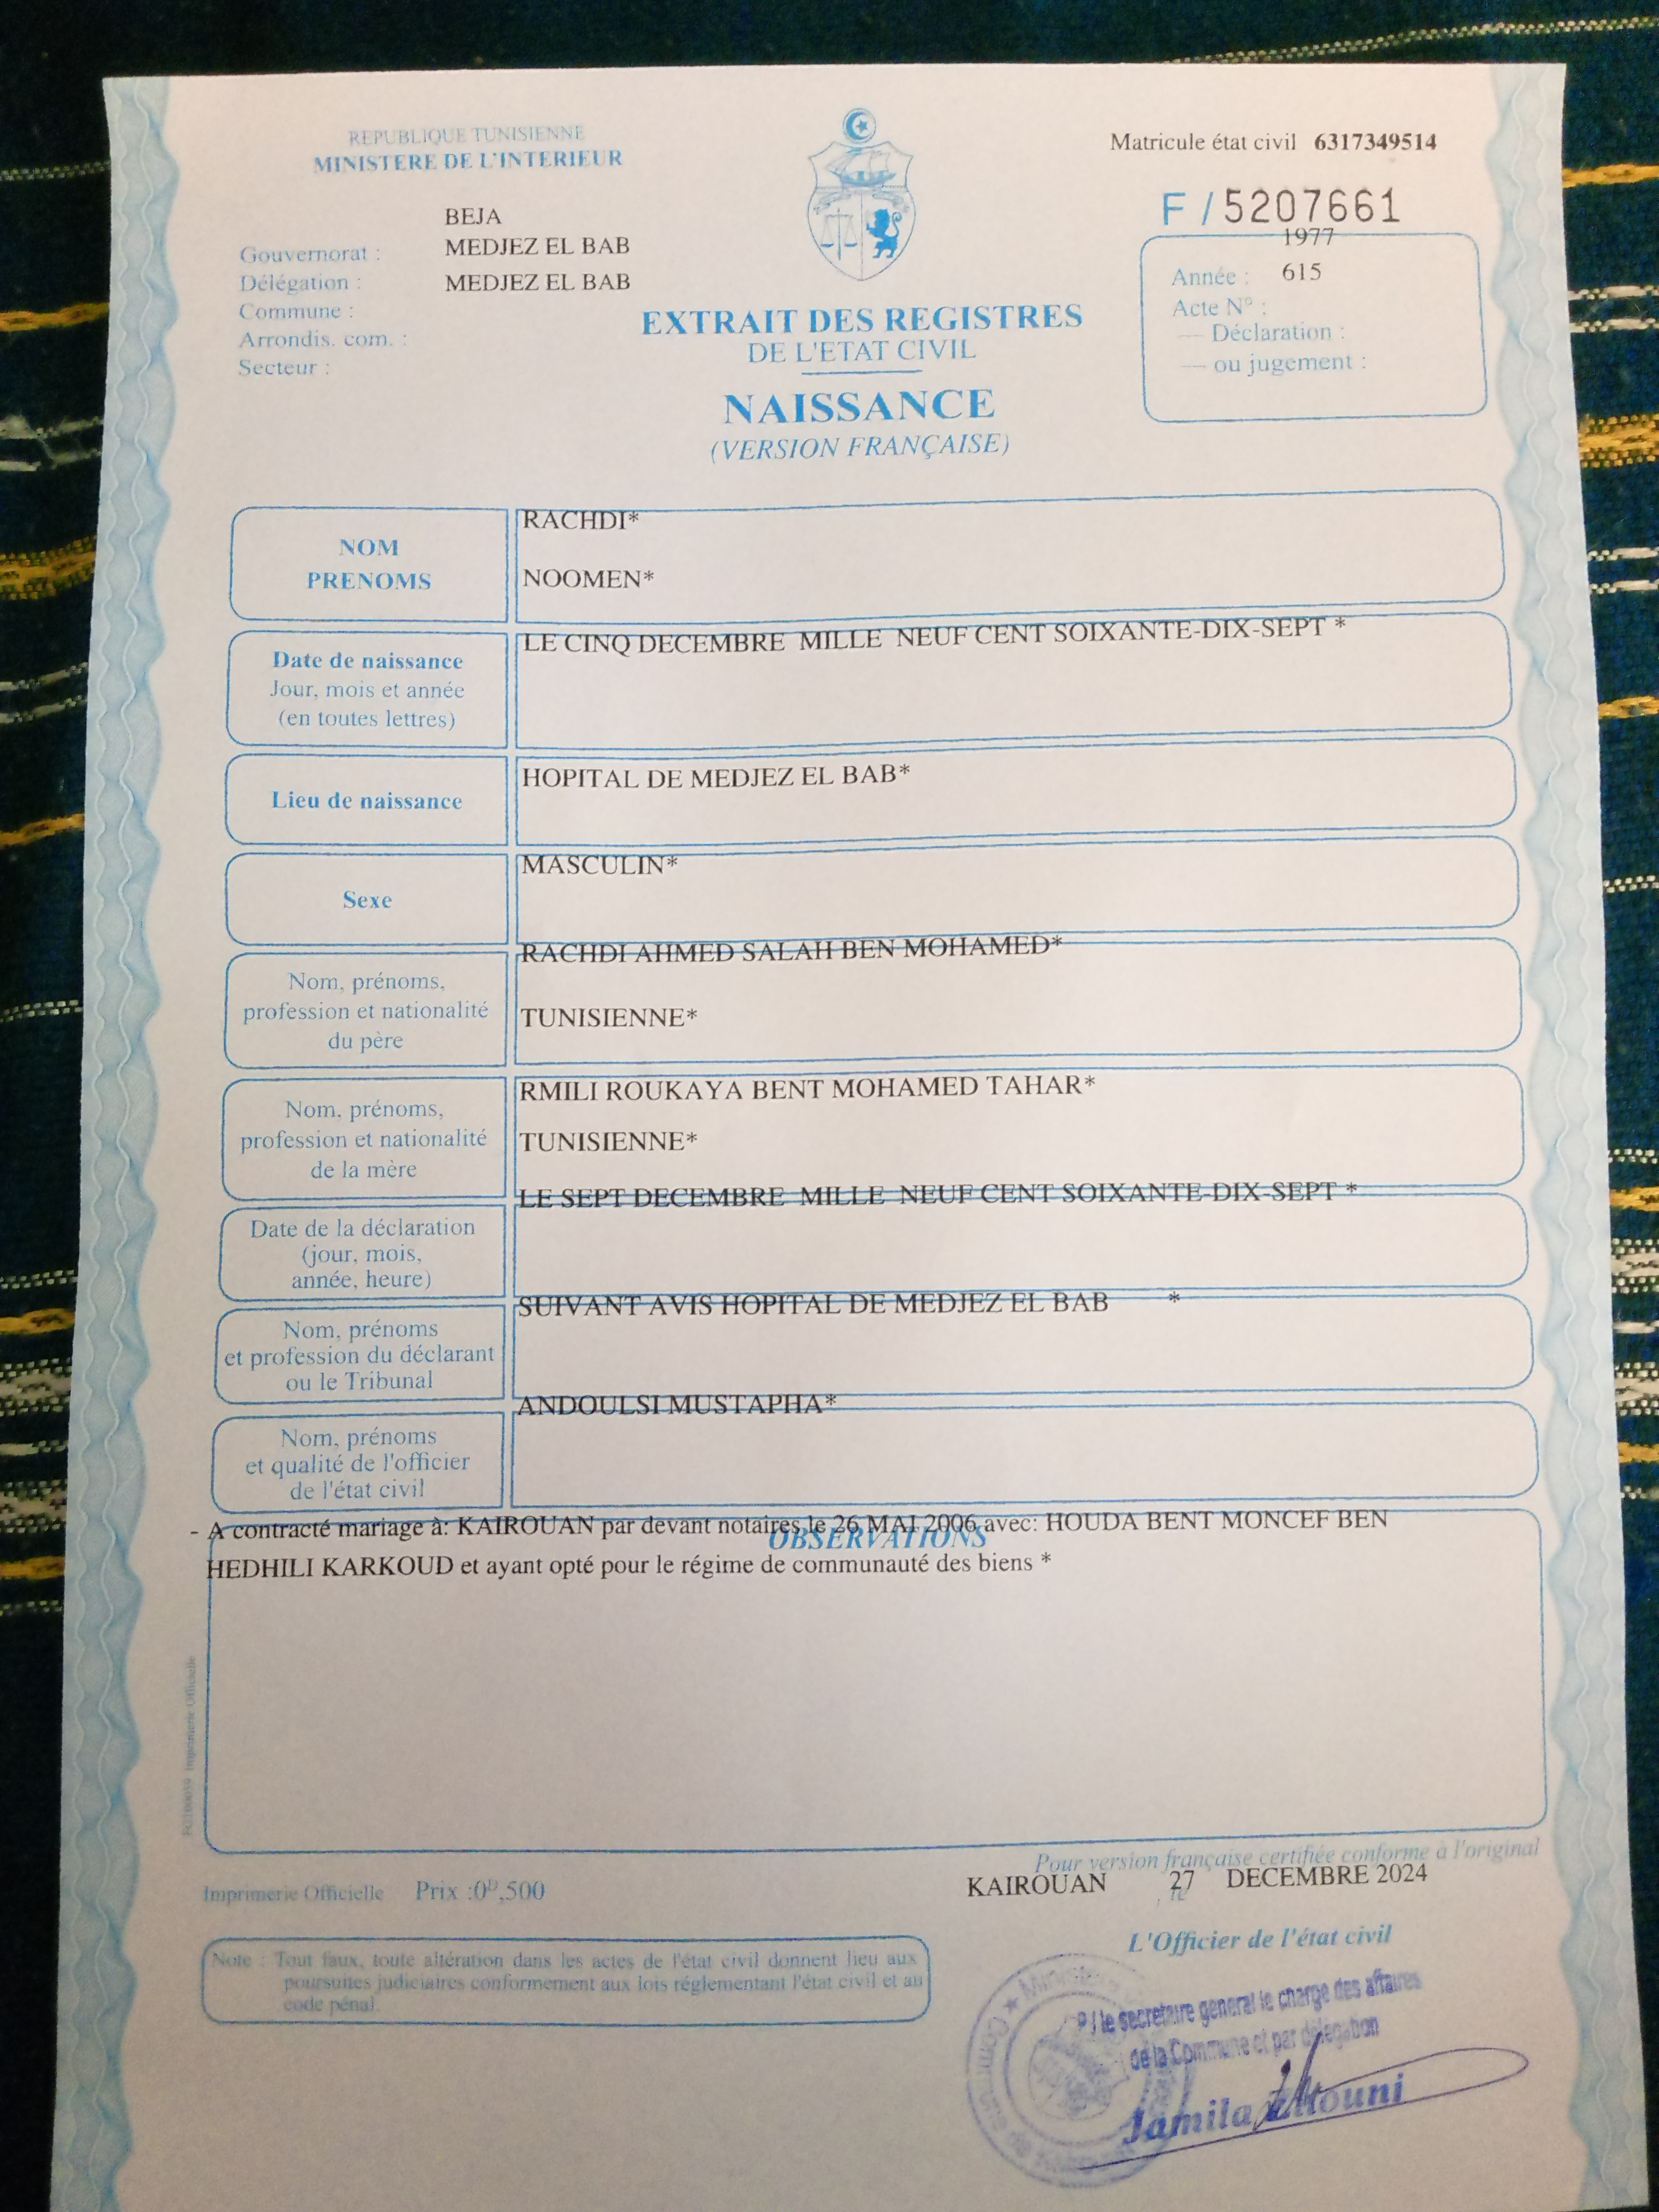 REPUBLIQUE TUNISIENNE
MINISTERE DE L'INTERIEUR
Matricule état civil 6317349514
F / 5207661
BEJA
Gouvernorat : MEDJEZ EL BAB
Délégation : MEDJEZ EL BAB
Commune :
Arrondis. com. :
Secteur :
1977
Année : 615
Acte N° :
— Déclaration :
— ou jugement :
EXTRAIT DES REGISTRES
DE L'ETAT CIVIL
NAISSANCE
(VERSION FRANÇAISE)
NOM
PRENOMS
RACHDI*
NOOMEN*
Date de naissance
Jour, mois et année
(en toutes lettres)
LE CINQ DECEMBRE MILLE NEUF CENT SOIXANTE-DIX-SEPT *
Lieu de naissance
HOPITAL DE MEDJEZ EL BAB*
Sexe
MASCULIN*
Nom, prénoms,
profession et nationalité
du père
RACHDI AHMED SALAH BEN MOHAMED*
TUNISIENNE*
Nom, prénoms,
profession et nationalité
de la mère
RMILI ROUKAYA BENT MOHAMED TAHAR*
TUNISIENNE*
Date de la déclaration
(jour, mois,
année, heure)
LE SEPT DECEMBRE MILLE NEUF CENT SOIXANTE-DIX-SEPT *
Nom, prénoms
et profession du déclarant
ou le Tribunal
SUIVANT AVIS HOPITAL DE MEDJEZ EL BAB *
Nom, prénoms
et qualité de l'officier
de l'état civil
ANDOULSI MUSTAPHA*
OBSERVATIONS
- A contracté mariage à: KAIROUAN par devant notaires le 26 MAI 2006 avec: HOUDA BENT MONCEF BEN
HEDHILI KARKOUD et ayant opté pour le régime de communauté des biens *
Imprimerie Officielle
Pour version française certifiée conforme à l'original
KAIROUAN , le 27 DECEMBRE 2024
Imprimerie Officielle Prix :0D,500
L'Officier de l'état civil
Note : Tout faux, toute altération dans les actes de l'état civil donnent lieu aux
poursuites judiciaires conformement aux lois réglementant l'état civil et au
code pénal.
P / le secretaire general le charge des affaires
de la Commune et par délegation
Jamila